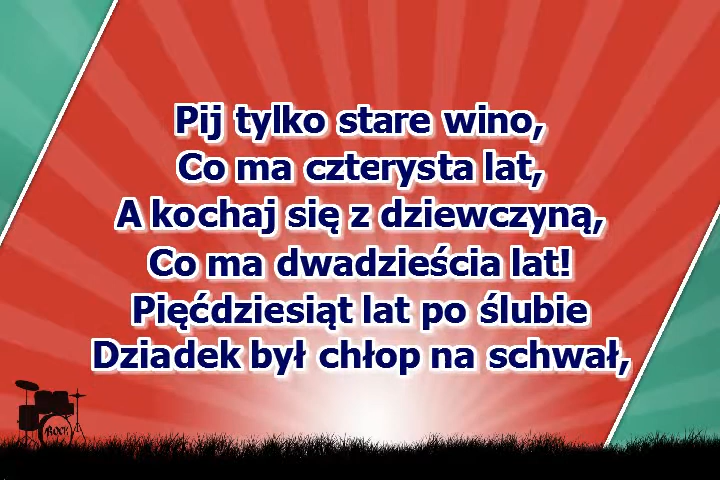 Pij tylko stare wino,
Co ma czterysta lat,
A kochaj się z dziewczyną,
Co ma dwadzieścia lat!
Pięćdziesiąt lat po ślubie
Dziadek był chłop na schwał,
ROCK